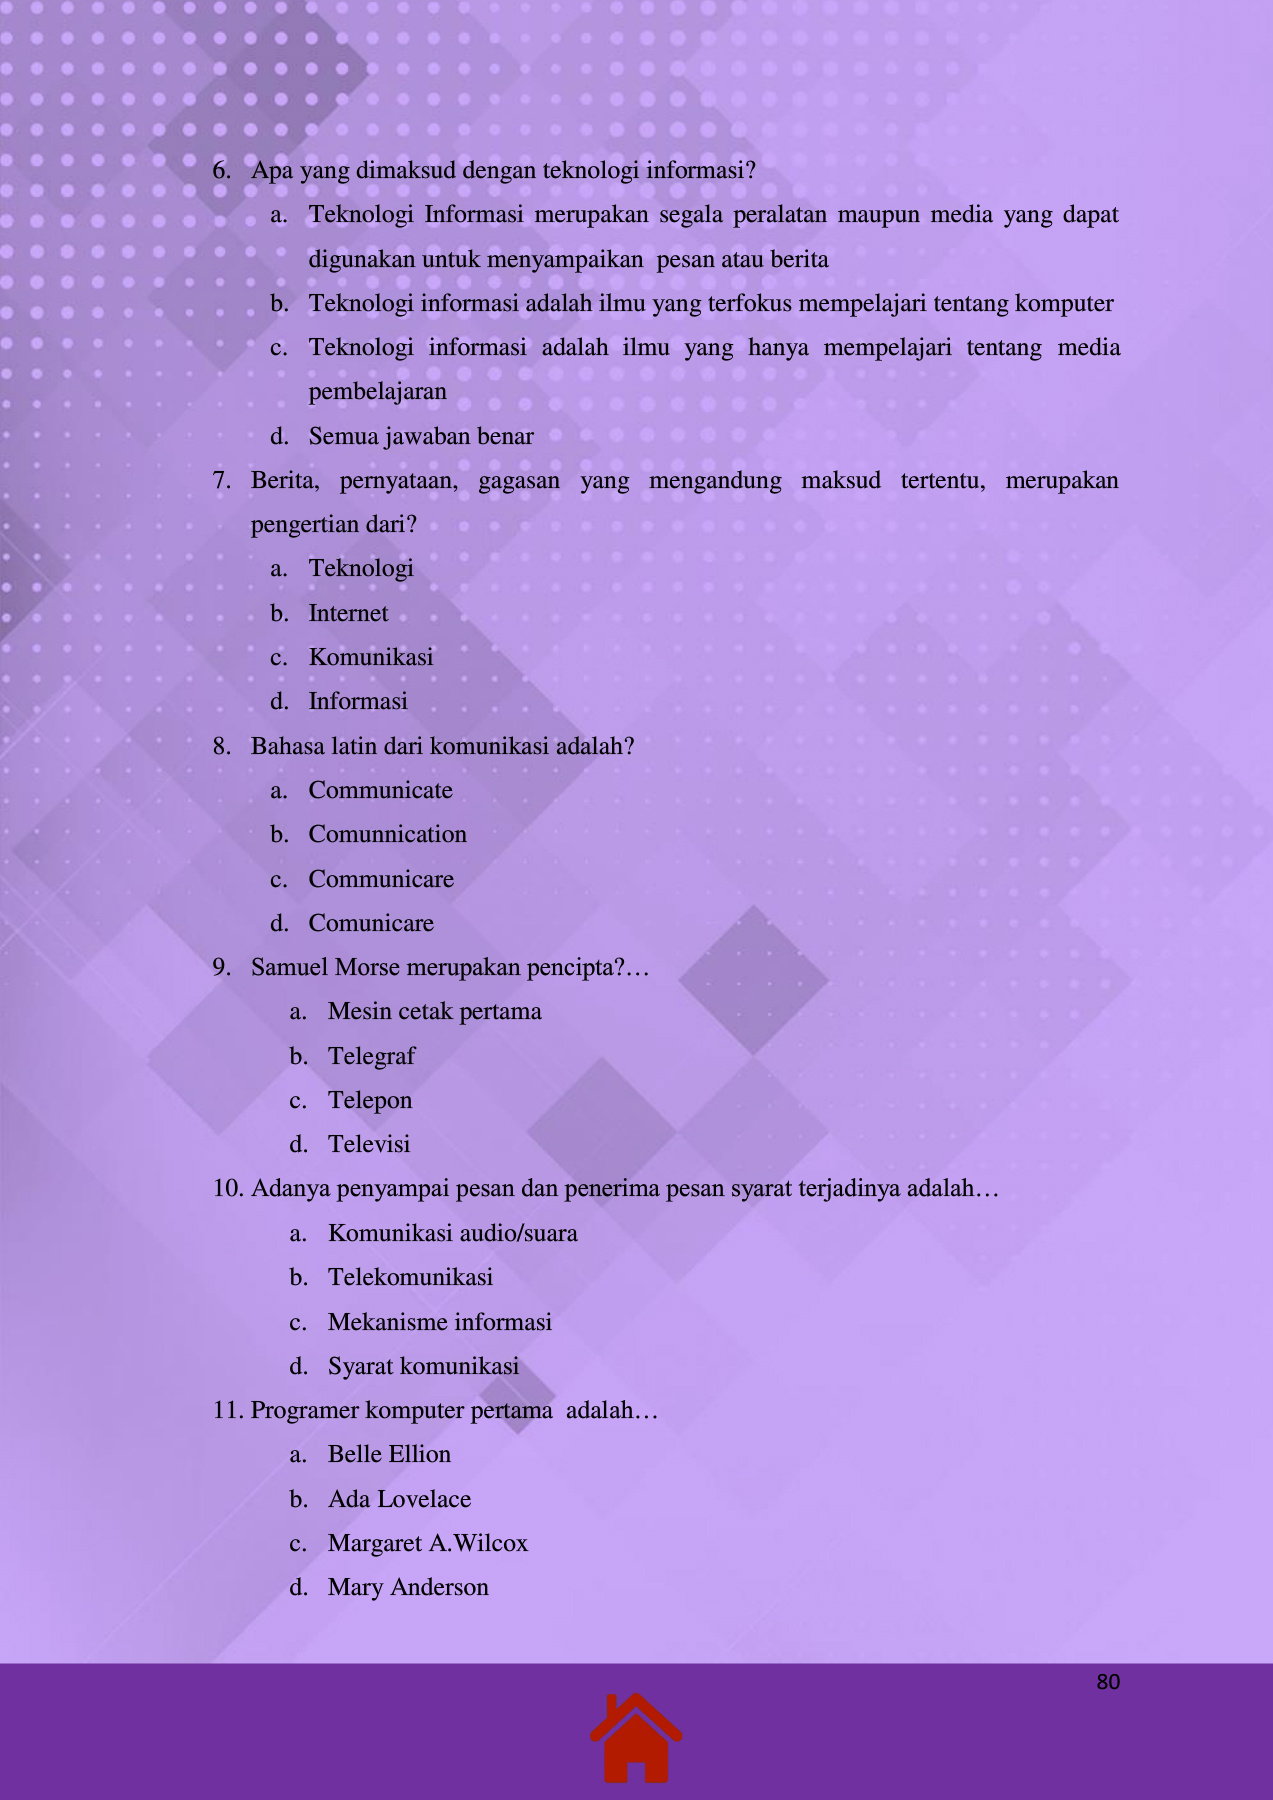 6. Apa yang dimaksud dengan teknologi informasi?
a. Teknologi Informasi merupakan segala peralatan maupun media yang dapat
digunakan untuk menyampaikan pesan atau berita
b. Teknologi informasi adalah ilmu yang terfokus mempelajari tentang komputer
c. Teknologi informasi adalah ilmu yang hanya mempelajari tentang media
pembelajaran
d. Semua jawaban benar
7. Berita, pernyataan, gagasan yang mengandung maksud tertentu, merupakan
pengertian dari?
a. Teknologi
b. Internet
c. Komunikasi
d. Informasi
8. Bahasa latin dari komunikasi adalah?
a. Communicate
b. Comunnication
c. Communicare
d. Comunicare
9. Samuel Morse merupakan pencipta?…
a. Mesin cetak pertama
b. Telegraf
c. Telepon
d. Televisi
10. Adanya penyampai pesan dan penerima pesan syarat terjadinya adalah…
a. Komunikasi audio/suara
b. Telekomunikasi
c. Mekanisme informasi
d. Syarat komunikasi
11. Programer komputer pertama adalah…
a. Belle Ellion
b. Ada Lovelace
c. Margaret A.Wilcox
d. Mary Anderson
80